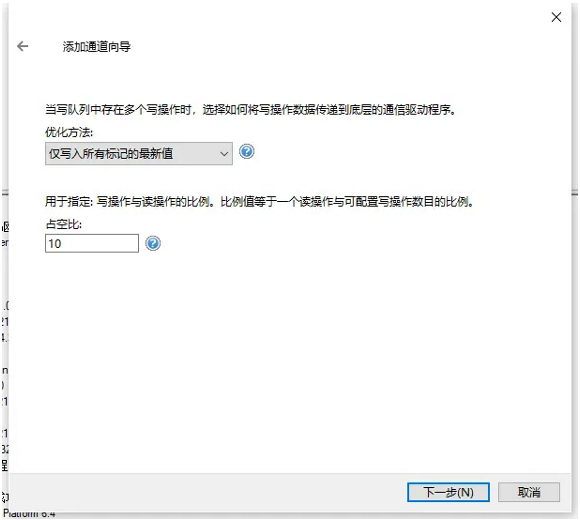 添加通道向导
当写队列中存在多个写操作时，选择如何将写操作数据传递到底层的通信驱动程序。
优化方法:
仅写入所有标记的最新值
用于指定: 写操作与读操作的比例。比例值等于一个读操作与可配置写操作数目的比例。
占空比:
10
下一步(N)
取消
Platform 6.4